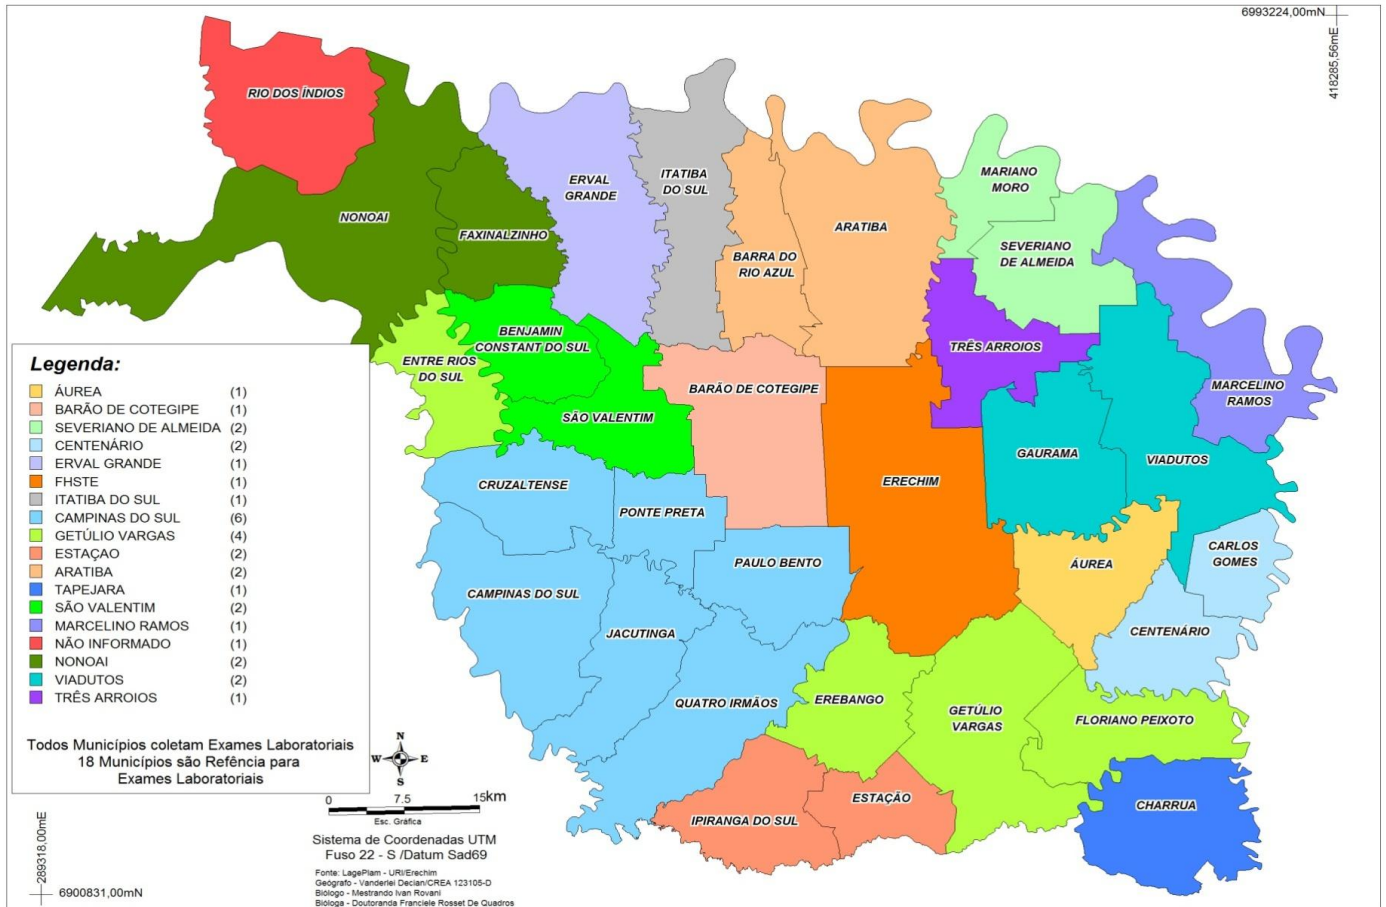 6993224,00mN
418285,56mE
RIO DOS ÍNDIOS
NONOAI
FAXINALZINHO
ERVAL
GRANDE
ITATIBA
DO SUL
BARRA DO
RIO AZUL
ARATIBA
MARIANO
MORO
SEVERIANO
DE ALMEIDA
TRÊS ARROIOS
MARCELINO
RAMOS
BENJAMIN
CONSTANT DO SUL
ENTRE RIOS
DO SUL
SÃO VALENTIM
BARÃO DE COTEGIPE
ERECHIM
GAURAMA
VIADUTOS
CRUZALTENSE
PONTE PRETA
PAULO BENTO
ÁUREA
CARLOS
GOMES
CAMPINAS DO SUL
JACUTINGA
CENTENÁRIO
QUATRO IRMÃOS
EREBANGO
GETÚLIO
VARGAS
FLORIANO PEIXOTO
IPIRANGA DO SUL
ESTAÇÃO
CHARRUA
Legenda:
ÁUREA (1)
BARÃO DE COTEGIPE (1)
SEVERIANO DE ALMEIDA (2)
CENTENÁRIO (2)
ERVAL GRANDE (1)
FHSTE (1)
ITATIBA DO SUL (1)
CAMPINAS DO SUL (6)
GETÚLIO VARGAS (4)
ESTAÇAO (2)
ARATIBA (2)
TAPEJARA (1)
SÃO VALENTIM (2)
MARCELINO RAMOS (1)
NÃO INFORMADO (1)
NONOAI (2)
VIADUTOS (2)
TRÊS ARROIOS (1)
Todos Municípios coletam Exames Laboratoriais
18 Municípios são Refência para
Exames Laboratoriais
N
W E
S
0 7.5 15km
Esc. Gráfica
Sistema de Coordenadas UTM
Fuso 22 - S /Datum Sad69
Fonte: LagePlam - URI/Erechim
Geógrafo - Vanderlei Decian/CREA 123105-D
Biólogo - Mestrando Ivan Rovani
Bióloga - Doutoranda Franciele Rosset De Quadros
289318,00mE
6900831,00mN